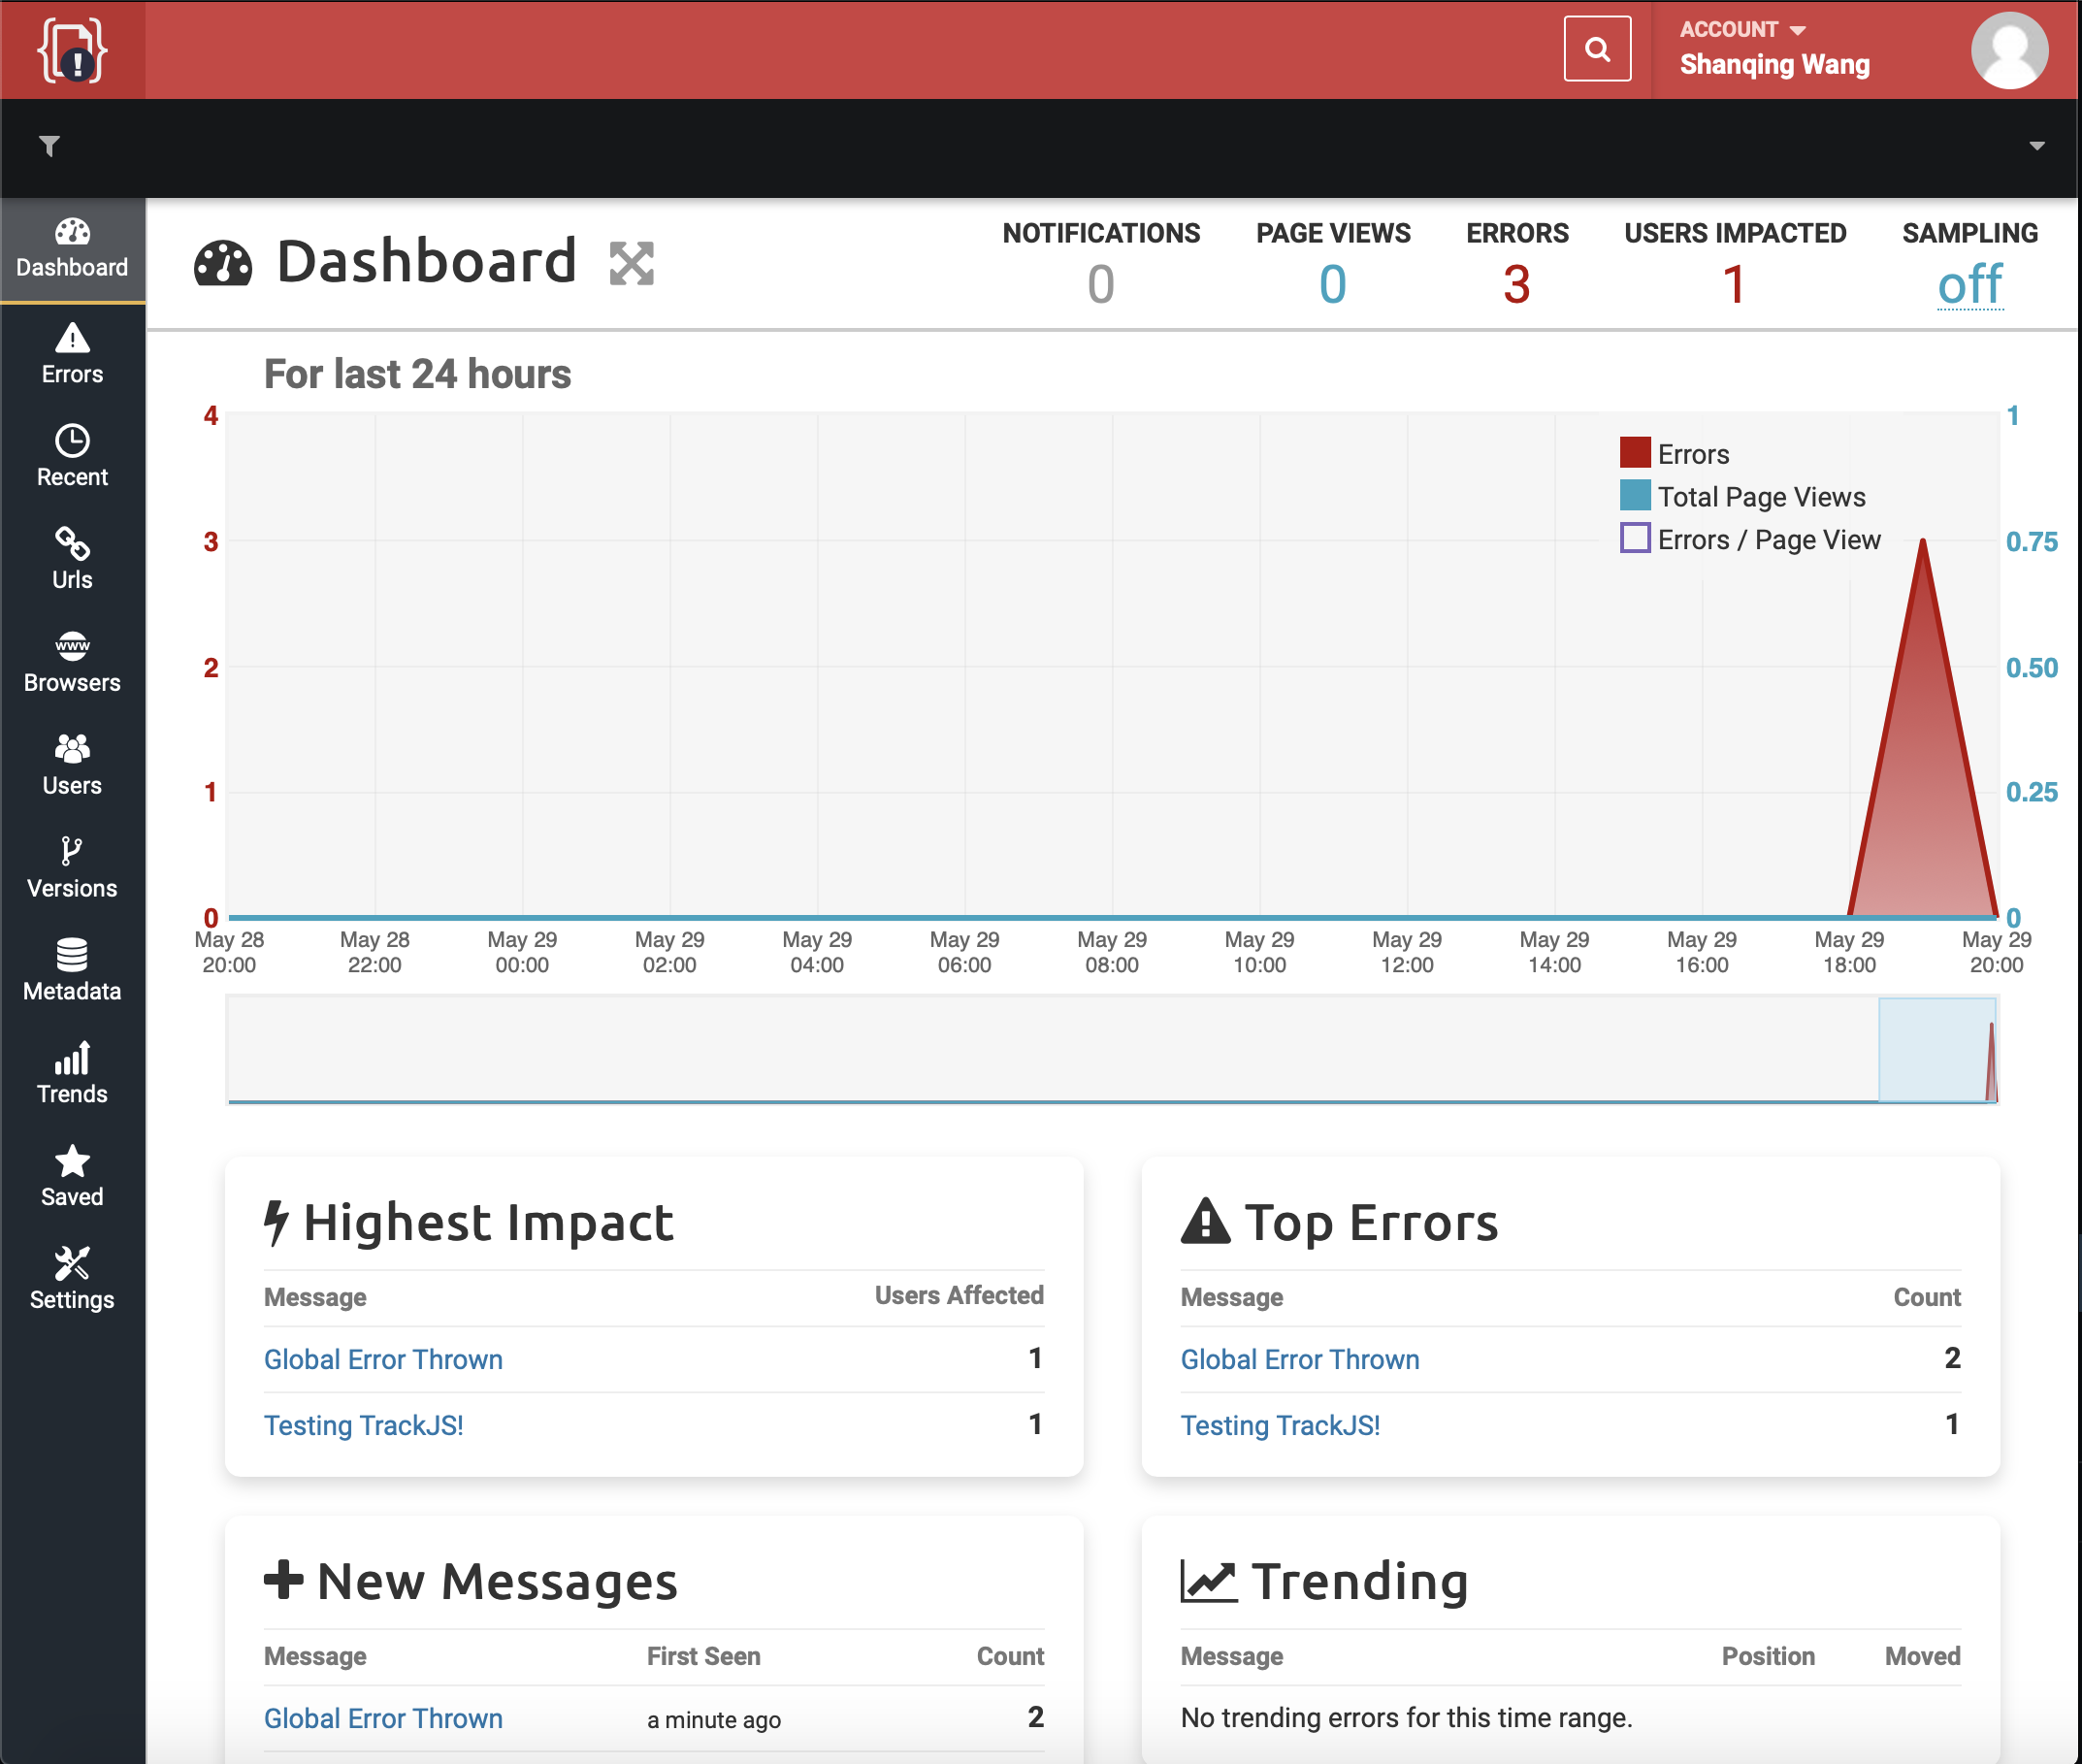 ACCOUNT
Shanqing Wang
Dashboard
Errors
Recent
Urls
www
Browsers
Users
Versions
Metadata
Trends
Saved
Settings
Dashboard
NOTIFICATIONS PAGE VIEWS ERRORS USERS IMPACTED SAMPLING
0 0 3 1 off
For last 24 hours
4 1
3 0.75
2 0.50
1 0.25
0 0
Errors
Total Page Views
Errors / Page View
May 28 May 28 May 29 May 29 May 29 May 29 May 29 May 29 May 29 May 29 May 29 May 29 May 29
20:00 22:00 00:00 02:00 04:00 06:00 08:00 10:00 12:00 14:00 16:00 18:00 20:00
Highest Impact
Message Users Affected
Global Error Thrown 1
Testing TrackJS! 1
Top Errors
Message Count
Global Error Thrown 2
Testing TrackJS! 1
New Messages
Message First Seen Count
Global Error Thrown a minute ago 2
Trending
Message Position Moved
No trending errors for this time range.